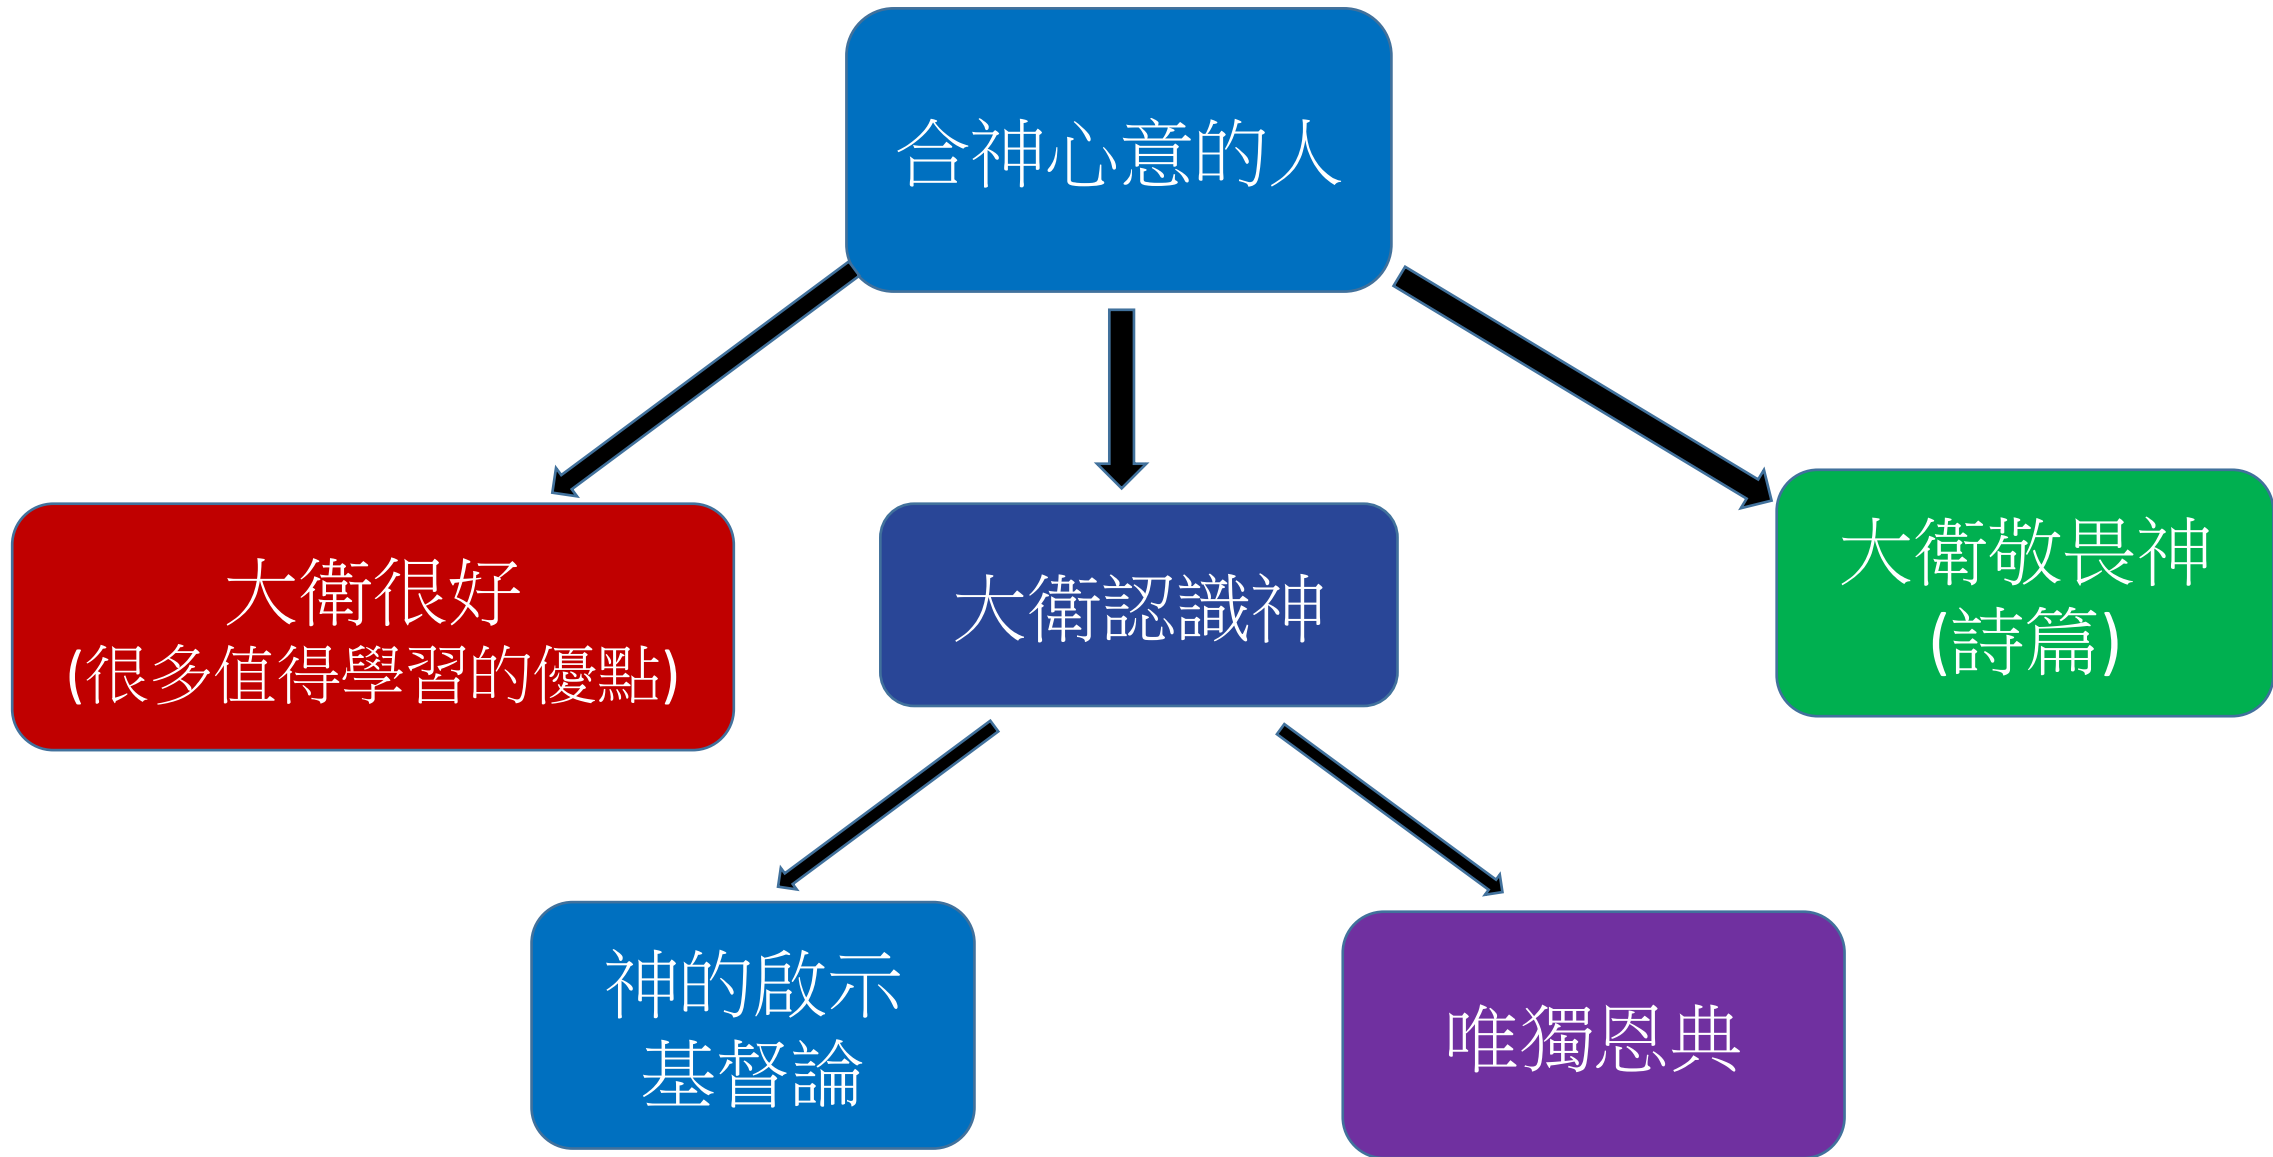 合神心意的人
大衛很好
(很多值得學習的優點)
大衛認識神
大衛敬畏神
(詩篇)
神的啟示
基督論
唯獨恩典